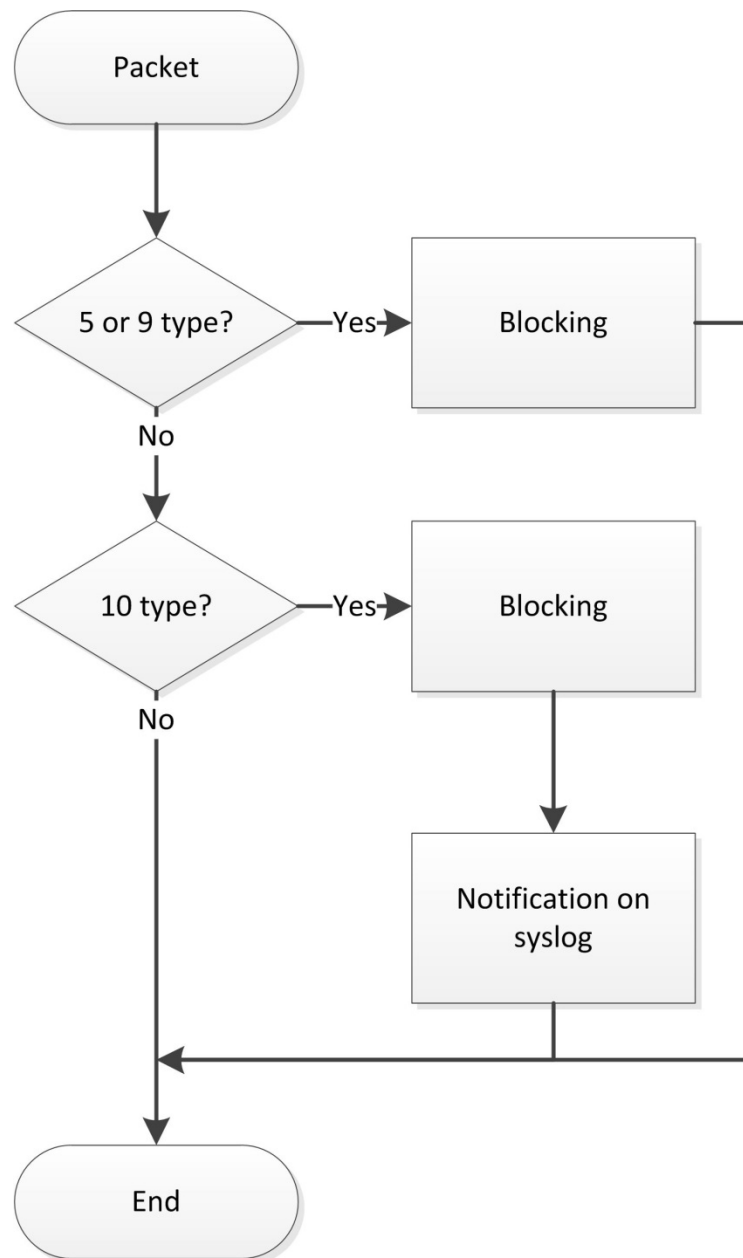 Packet
5 or 9 type?
Yes
Blocking
No
10 type?
Yes
Blocking
No
Notification on
syslog
End